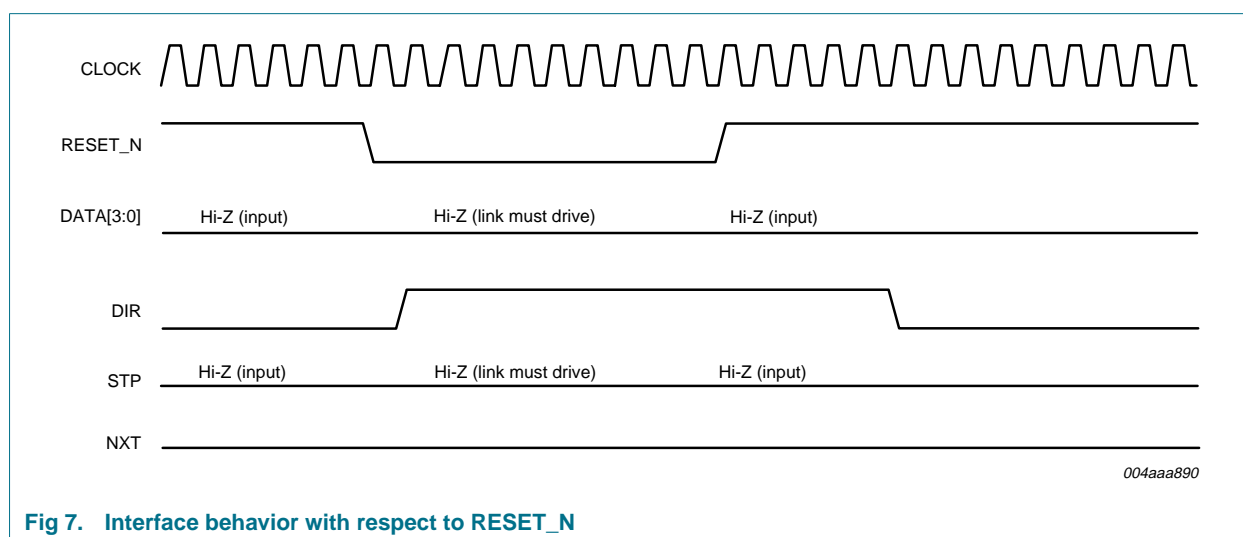 CLOCK
RESET_N
DATA[3:0] Hi-Z (input) Hi-Z (link must drive) Hi-Z (input)
DIR
STP Hi-Z (input) Hi-Z (link must drive) Hi-Z (input)
NXT
004aaa890
Fig 7. Interface behavior with respect to RESET_N